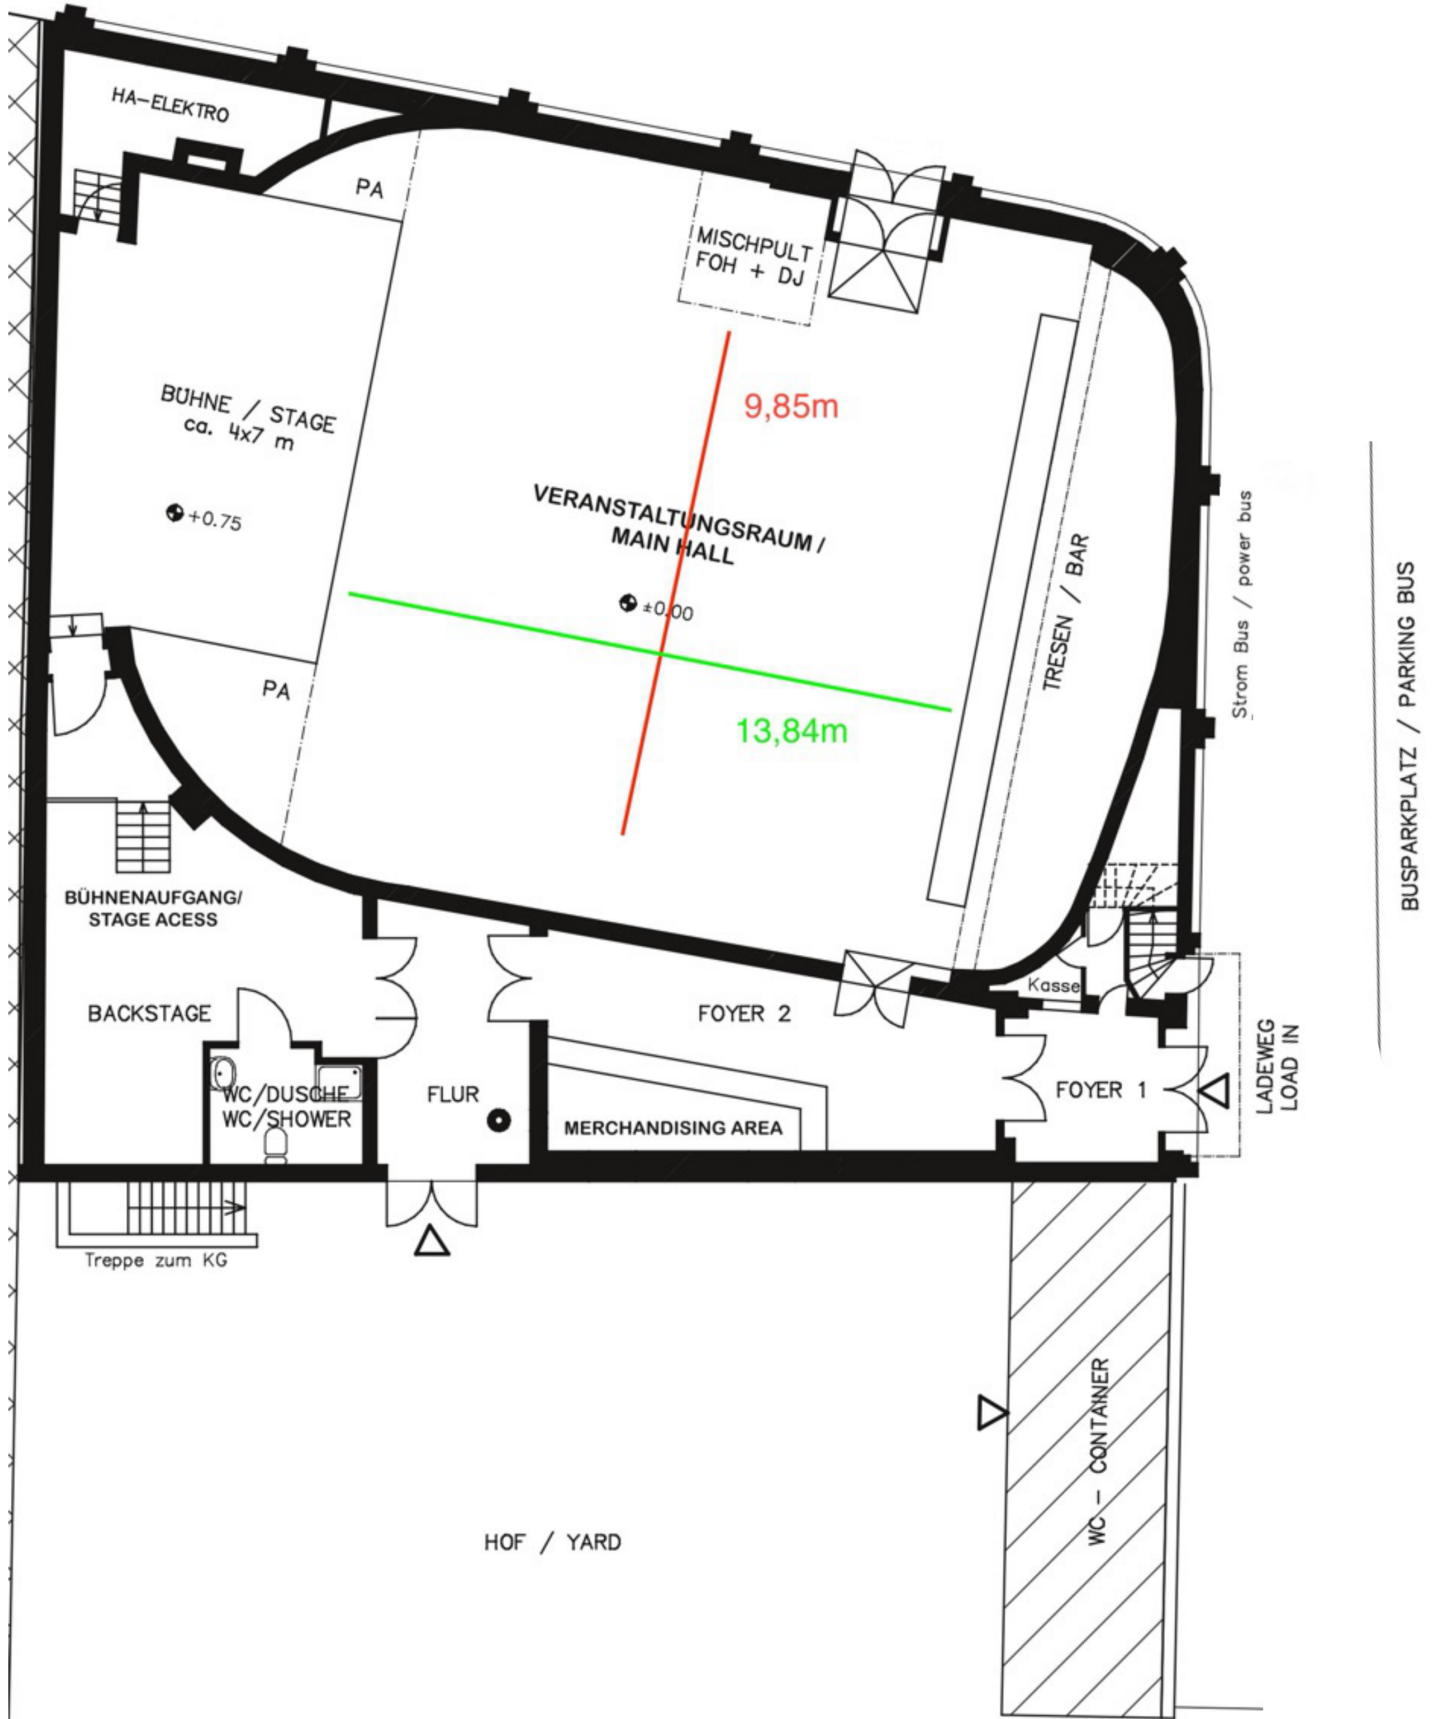 HA-ELEKTRO
PA
MISCHPULT
FOH + DJ
9,85m
BÜHNE / STAGE
ca. 4x7 m
+0.75
VERANSTALTUNGSRAUM /
MAIN HALL
±0.00
TRESEN / BAR
Strom Bus / power bus
BUSPARKPLATZ / PARKING BUS
PA
13,84m
BÜHNENAUFGANG/
STAGE ACESS
BACKSTAGE
FOYER 2
Kasse
WC/DUSCHE
WC/SHOWER
FLUR
MERCHANDISING AREA
FOYER 1
LADEWEG
LOAD IN
Treppe zum KG
WC - CONTAINER
HOF / YARD